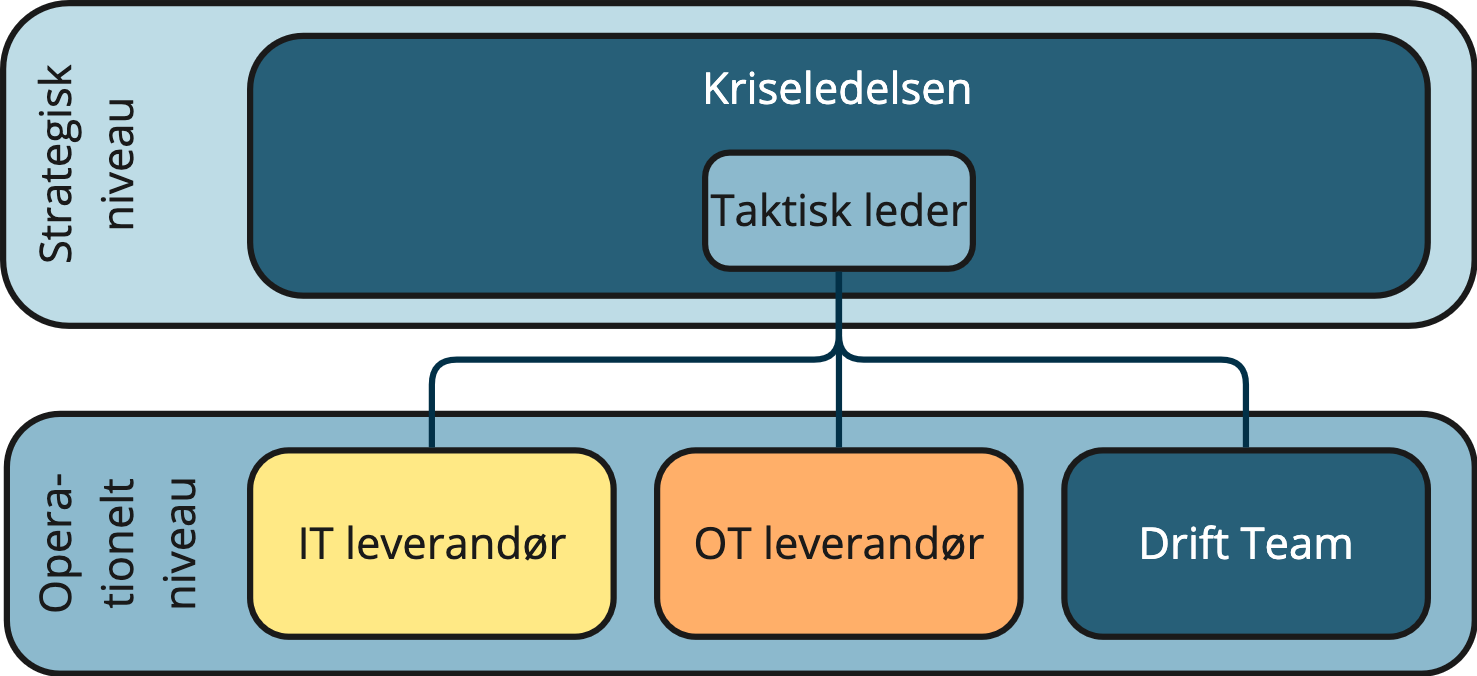 Strategisk
niveau
Kriseledelsen
Taktisk leder
Opera-
tionelt
niveau
IT leverandør
OT leverandør
Drift Team